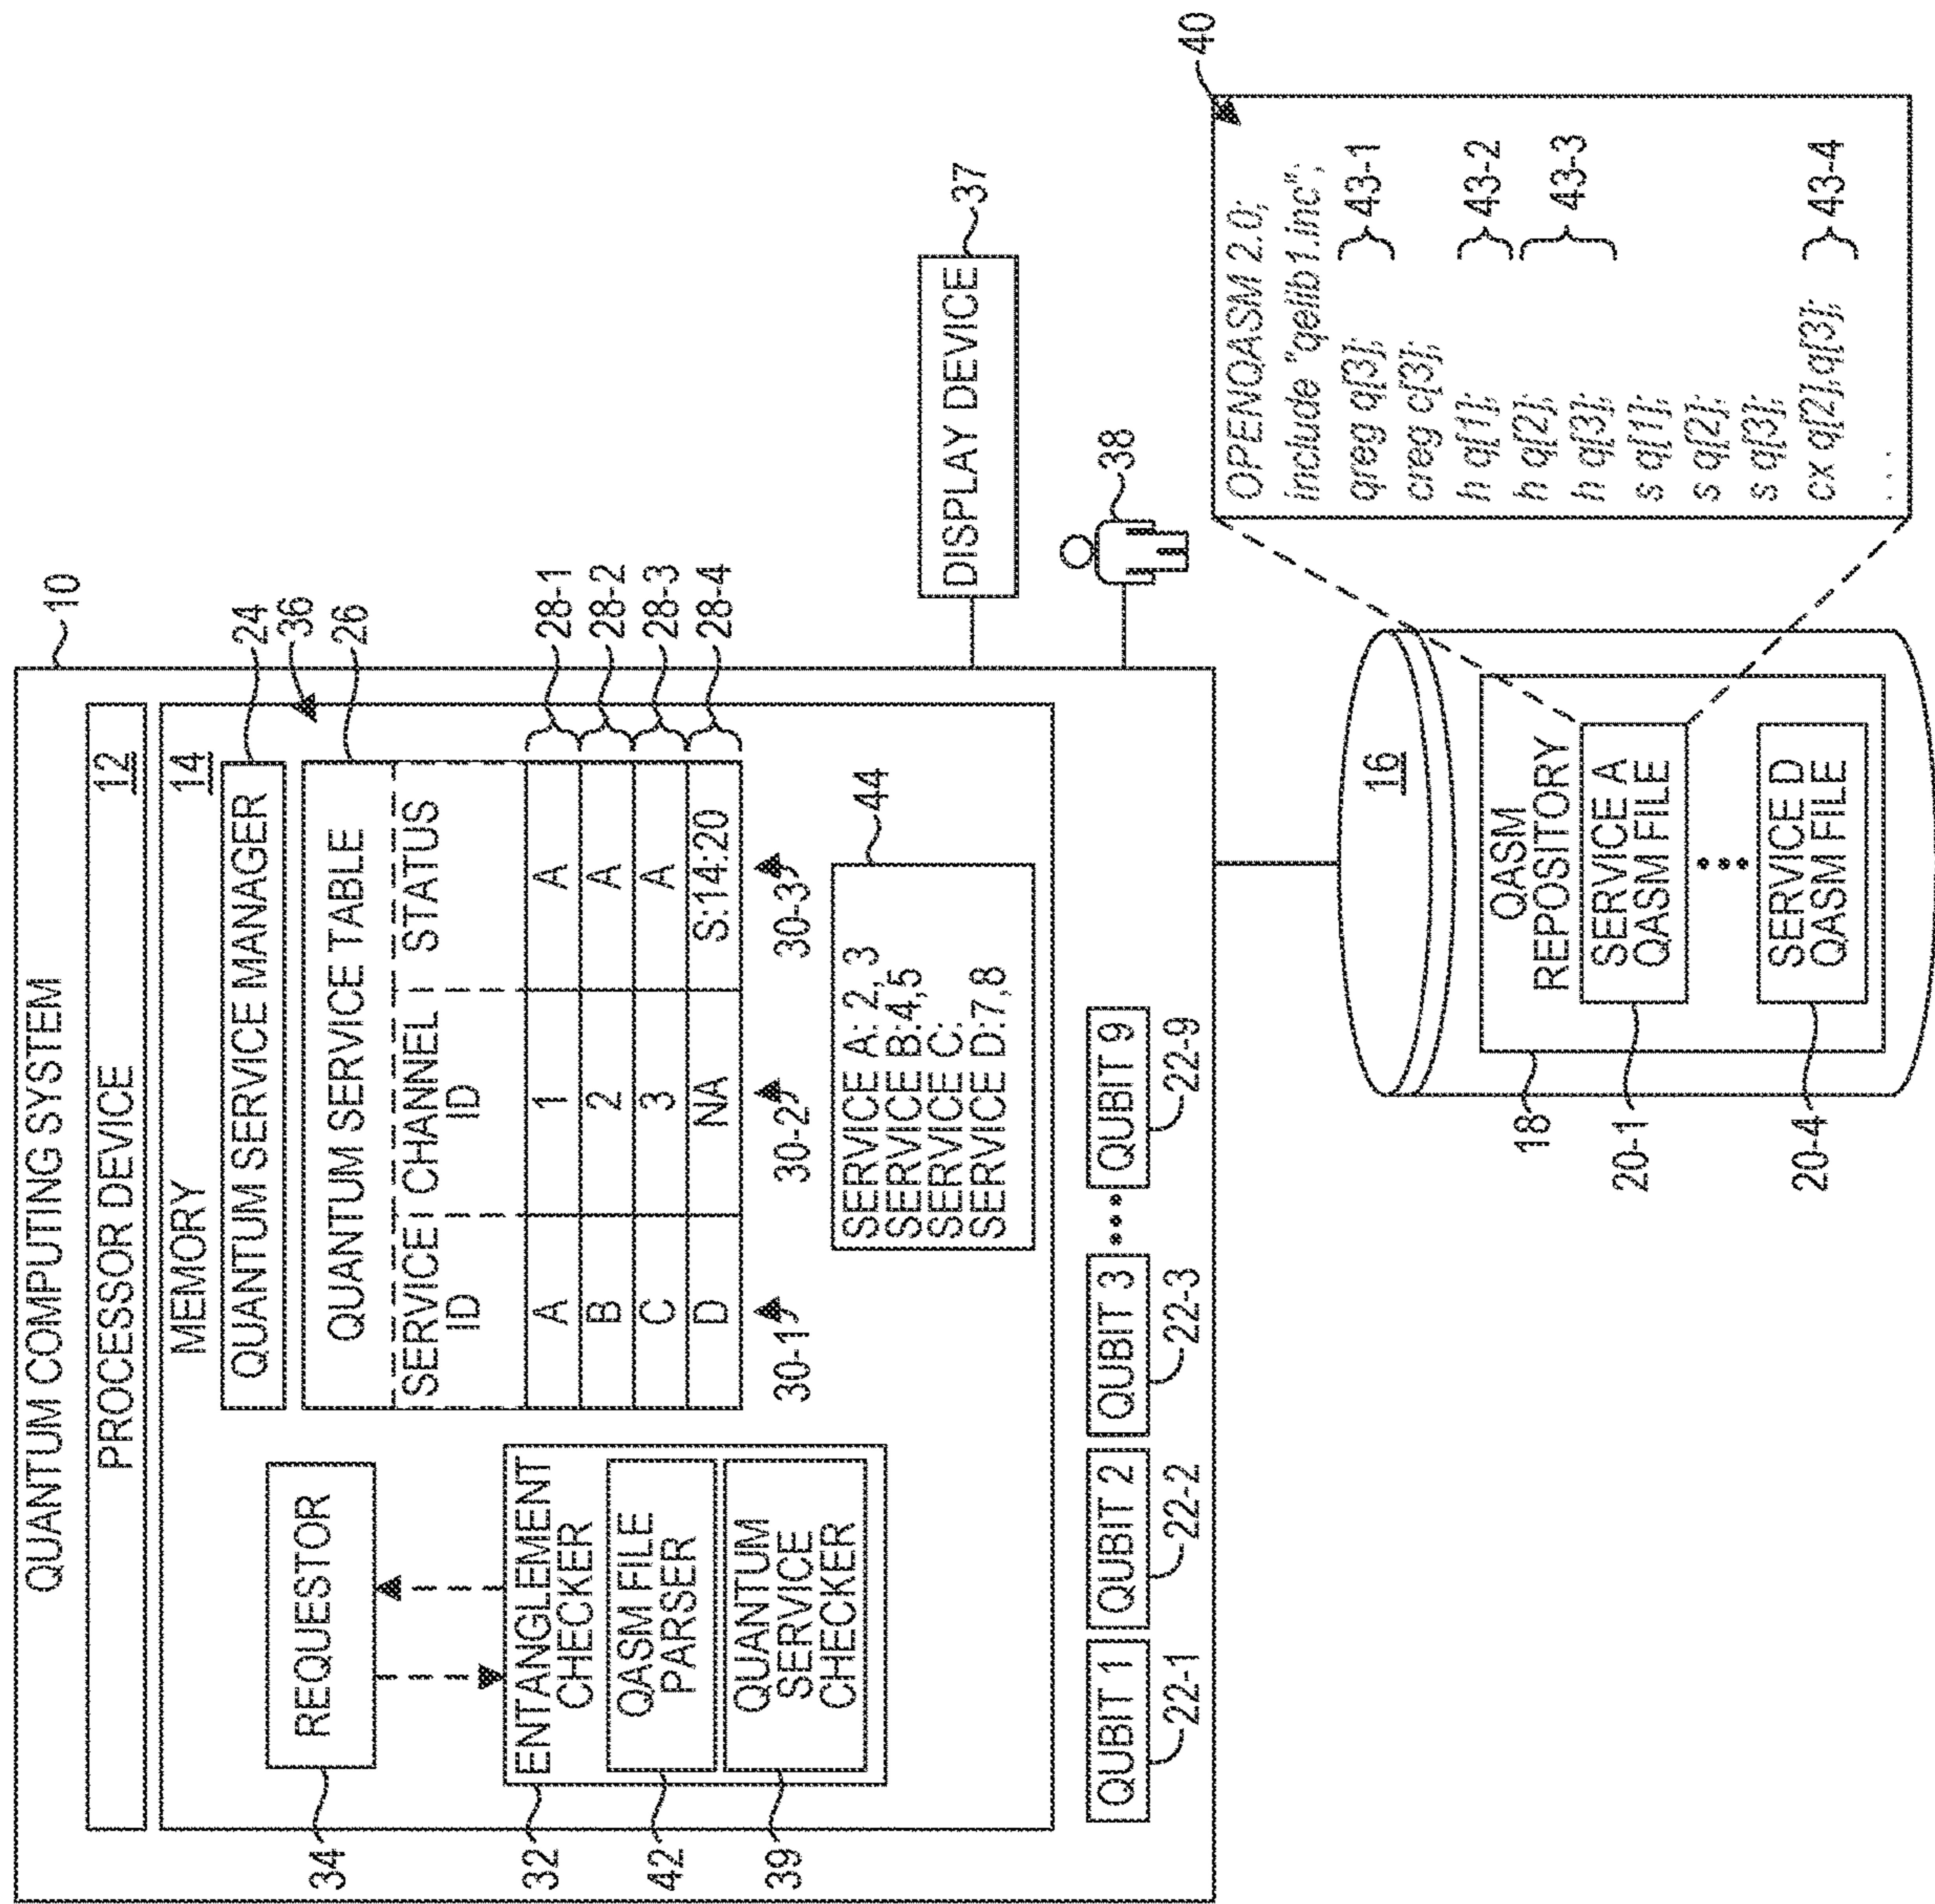 QUANTUM COMPUTING SYSTEM
10
PROCESSOR DEVICE
12
MEMORY
14
QUANTUM SERVICE MANAGER
24
36
REQUESTOR
34
QUANTUM SERVICE TABLE
26
SERVICE CHANNEL STATUS
ID ID
A 1 A
28-1
B 2 A
28-2
C 3 A
28-3
D NA S:14:20
28-4
30-1
30-2
30-3
ENTANGLEMENT
CHECKER
32
QASM FILE
PARSER
42
QUANTUM
SERVICE
CHECKER
39
SERVICE A: 2, 3
SERVICE B:4,5
SERVICE C:
SERVICE D:7,8
44
QUBIT 1
QUBIT 2
QUBIT 3
QUBIT 9
22-1
22-2
22-3
22-9
DISPLAY DEVICE
37
38
16
QASM
REPOSITORY
18
SERVICE A
QASM FILE
20-1
SERVICE D
QASM FILE
20-4
40
OPENQASM 2.0;
include "qelib1.inc";
qreg q[3];
43-1
creg c[3];
h q[1];
43-2
h q[2];
h q[3];
43-3
s q[1];
s q[2];
s q[3];
cx q[2],q[3];
43-4
. . .